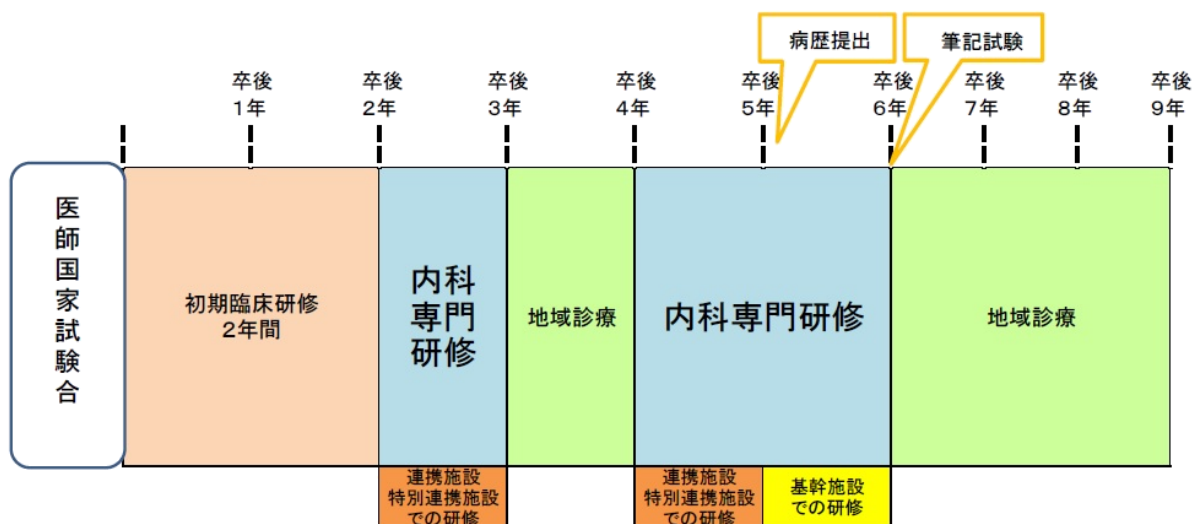 病歴提出
筆記試験
卒後
1年
卒後
2年
卒後
3年
卒後
4年
卒後
5年
卒後
6年
卒後
7年
卒後
8年
卒後
9年
医師国家試験合
初期臨床研修
2年間
内科
専門
研修
地域診療
内科専門研修
地域診療
連携施設
特別連携施設
での研修
連携施設
特別連携施設
での研修
基幹施設
での研修